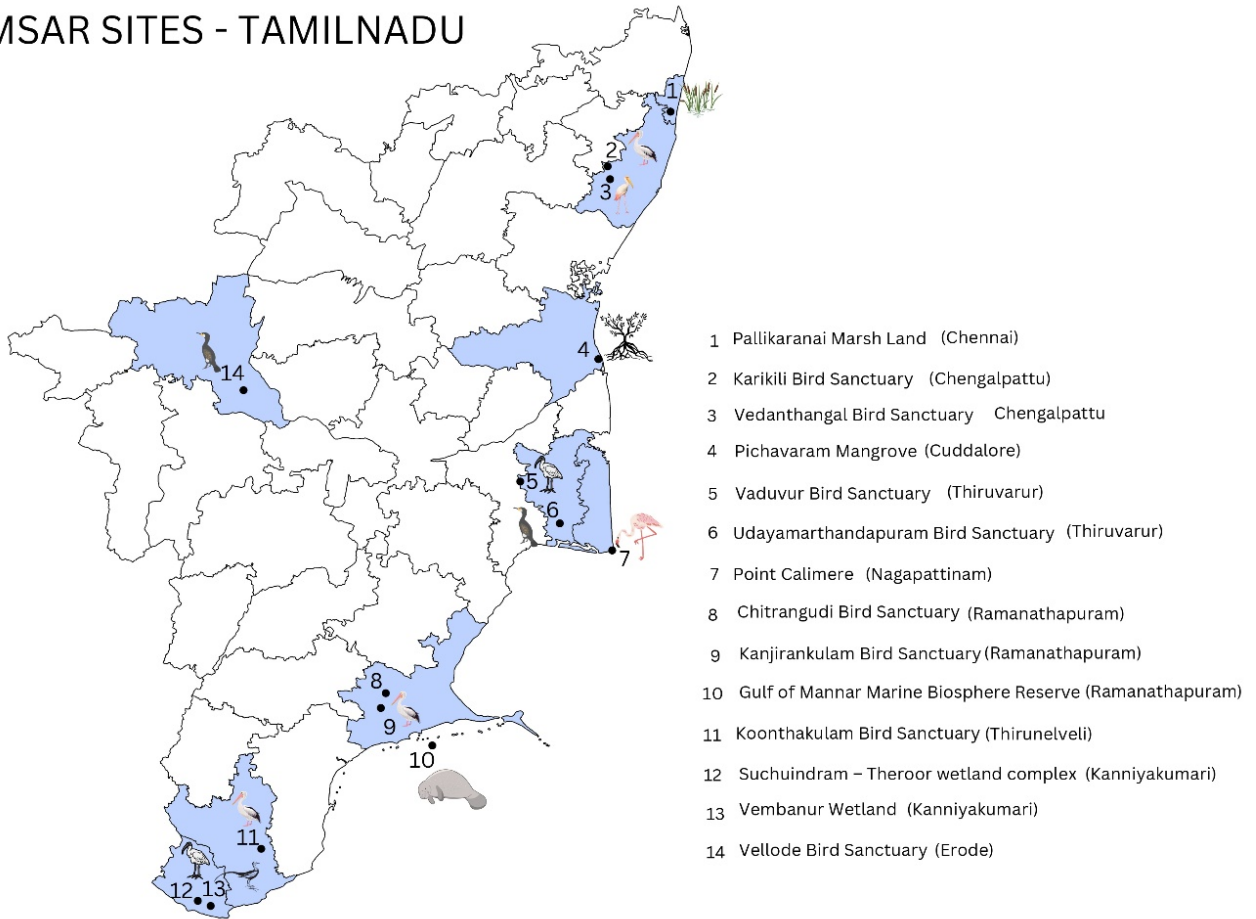 MSAR SITES - TAMILNADU
1
2
3
4
14
5
6
7
8
9
10
11
12 13
1 Pallikaranai Marsh Land (Chennai)
2 Karikili Bird Sanctuary (Chengalpattu)
3 Vedanthangal Bird Sanctuary Chengalpattu
4 Pichavaram Mangrove (Cuddalore)
5 Vaduvur Bird Sanctuary (Thiruvarur)
6 Udayamarthandapuram Bird Sanctuary (Thiruvarur)
7 Point Calimere (Nagapattinam)
8 Chitrangudi Bird Sanctuary (Ramanathapuram)
9 Kanjirankulam Bird Sanctuary (Ramanathapuram)
10 Gulf of Mannar Marine Biosphere Reserve (Ramanathapuram)
11 Koonthakulam Bird Sanctuary (Thirunelveli)
12 Suchuindram – Theroor wetland complex (Kanniyakumari)
13 Vembanur Wetland (Kanniyakumari)
14 Vellode Bird Sanctuary (Erode)